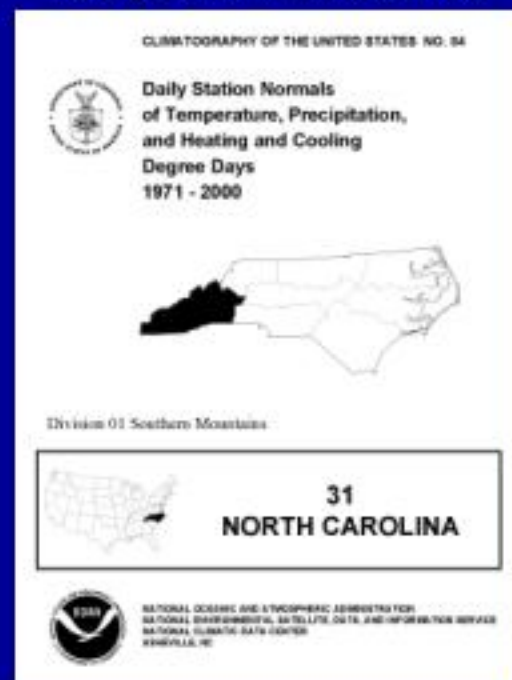 CLIMATOGRAPHY OF THE UNITED STATES NO. 84
Daily Station Normals
of Temperature, Precipitation,
and Heating and Cooling
Degree Days
1971 - 2000
Division 01 Southern Mountains
31
NORTH CAROLINA
NATIONAL OCEANIC AND ATMOSPHERIC ADMINISTRATION
NATIONAL ENVIRONMENTAL SATELLITE, DATA, AND INFORMATION SERVICE
NATIONAL CLIMATIC DATA CENTER
ASHEVILLE, NC